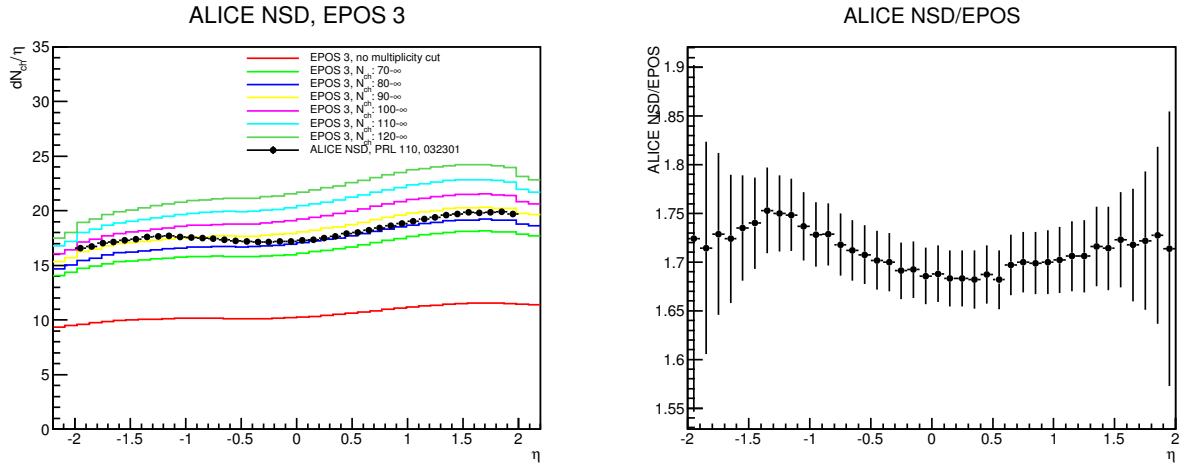 ALICE NSD, EPOS 3
dN_ch/η
35
30
25
20
15
10
5
0
EPOS 3, no multiplicity cut
EPOS 3, N_ch: 70-∞
EPOS 3, N_ch: 80-∞
EPOS 3, N_ch: 90-∞
EPOS 3, N_ch: 100-∞
EPOS 3, N_ch: 110-∞
EPOS 3, N_ch: 120-∞
ALICE NSD, PRL 110, 032301
-2 -1.5 -1 -0.5 0 0.5 1 1.5 2
η
ALICE NSD/EPOS
ALICE NSD/EPOS
1.9
1.85
1.8
1.75
1.7
1.65
1.6
1.55
-2 -1.5 -1 -0.5 0 0.5 1 1.5 2
η